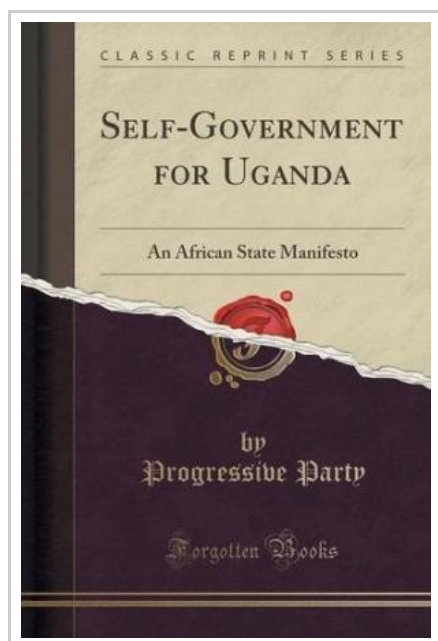 CLASSIC REPRINT SERIES
SELF-GOVERNMENT
FOR UGANDA
An African State Manifesto
F
by
Progressive Party
Forgotten Books